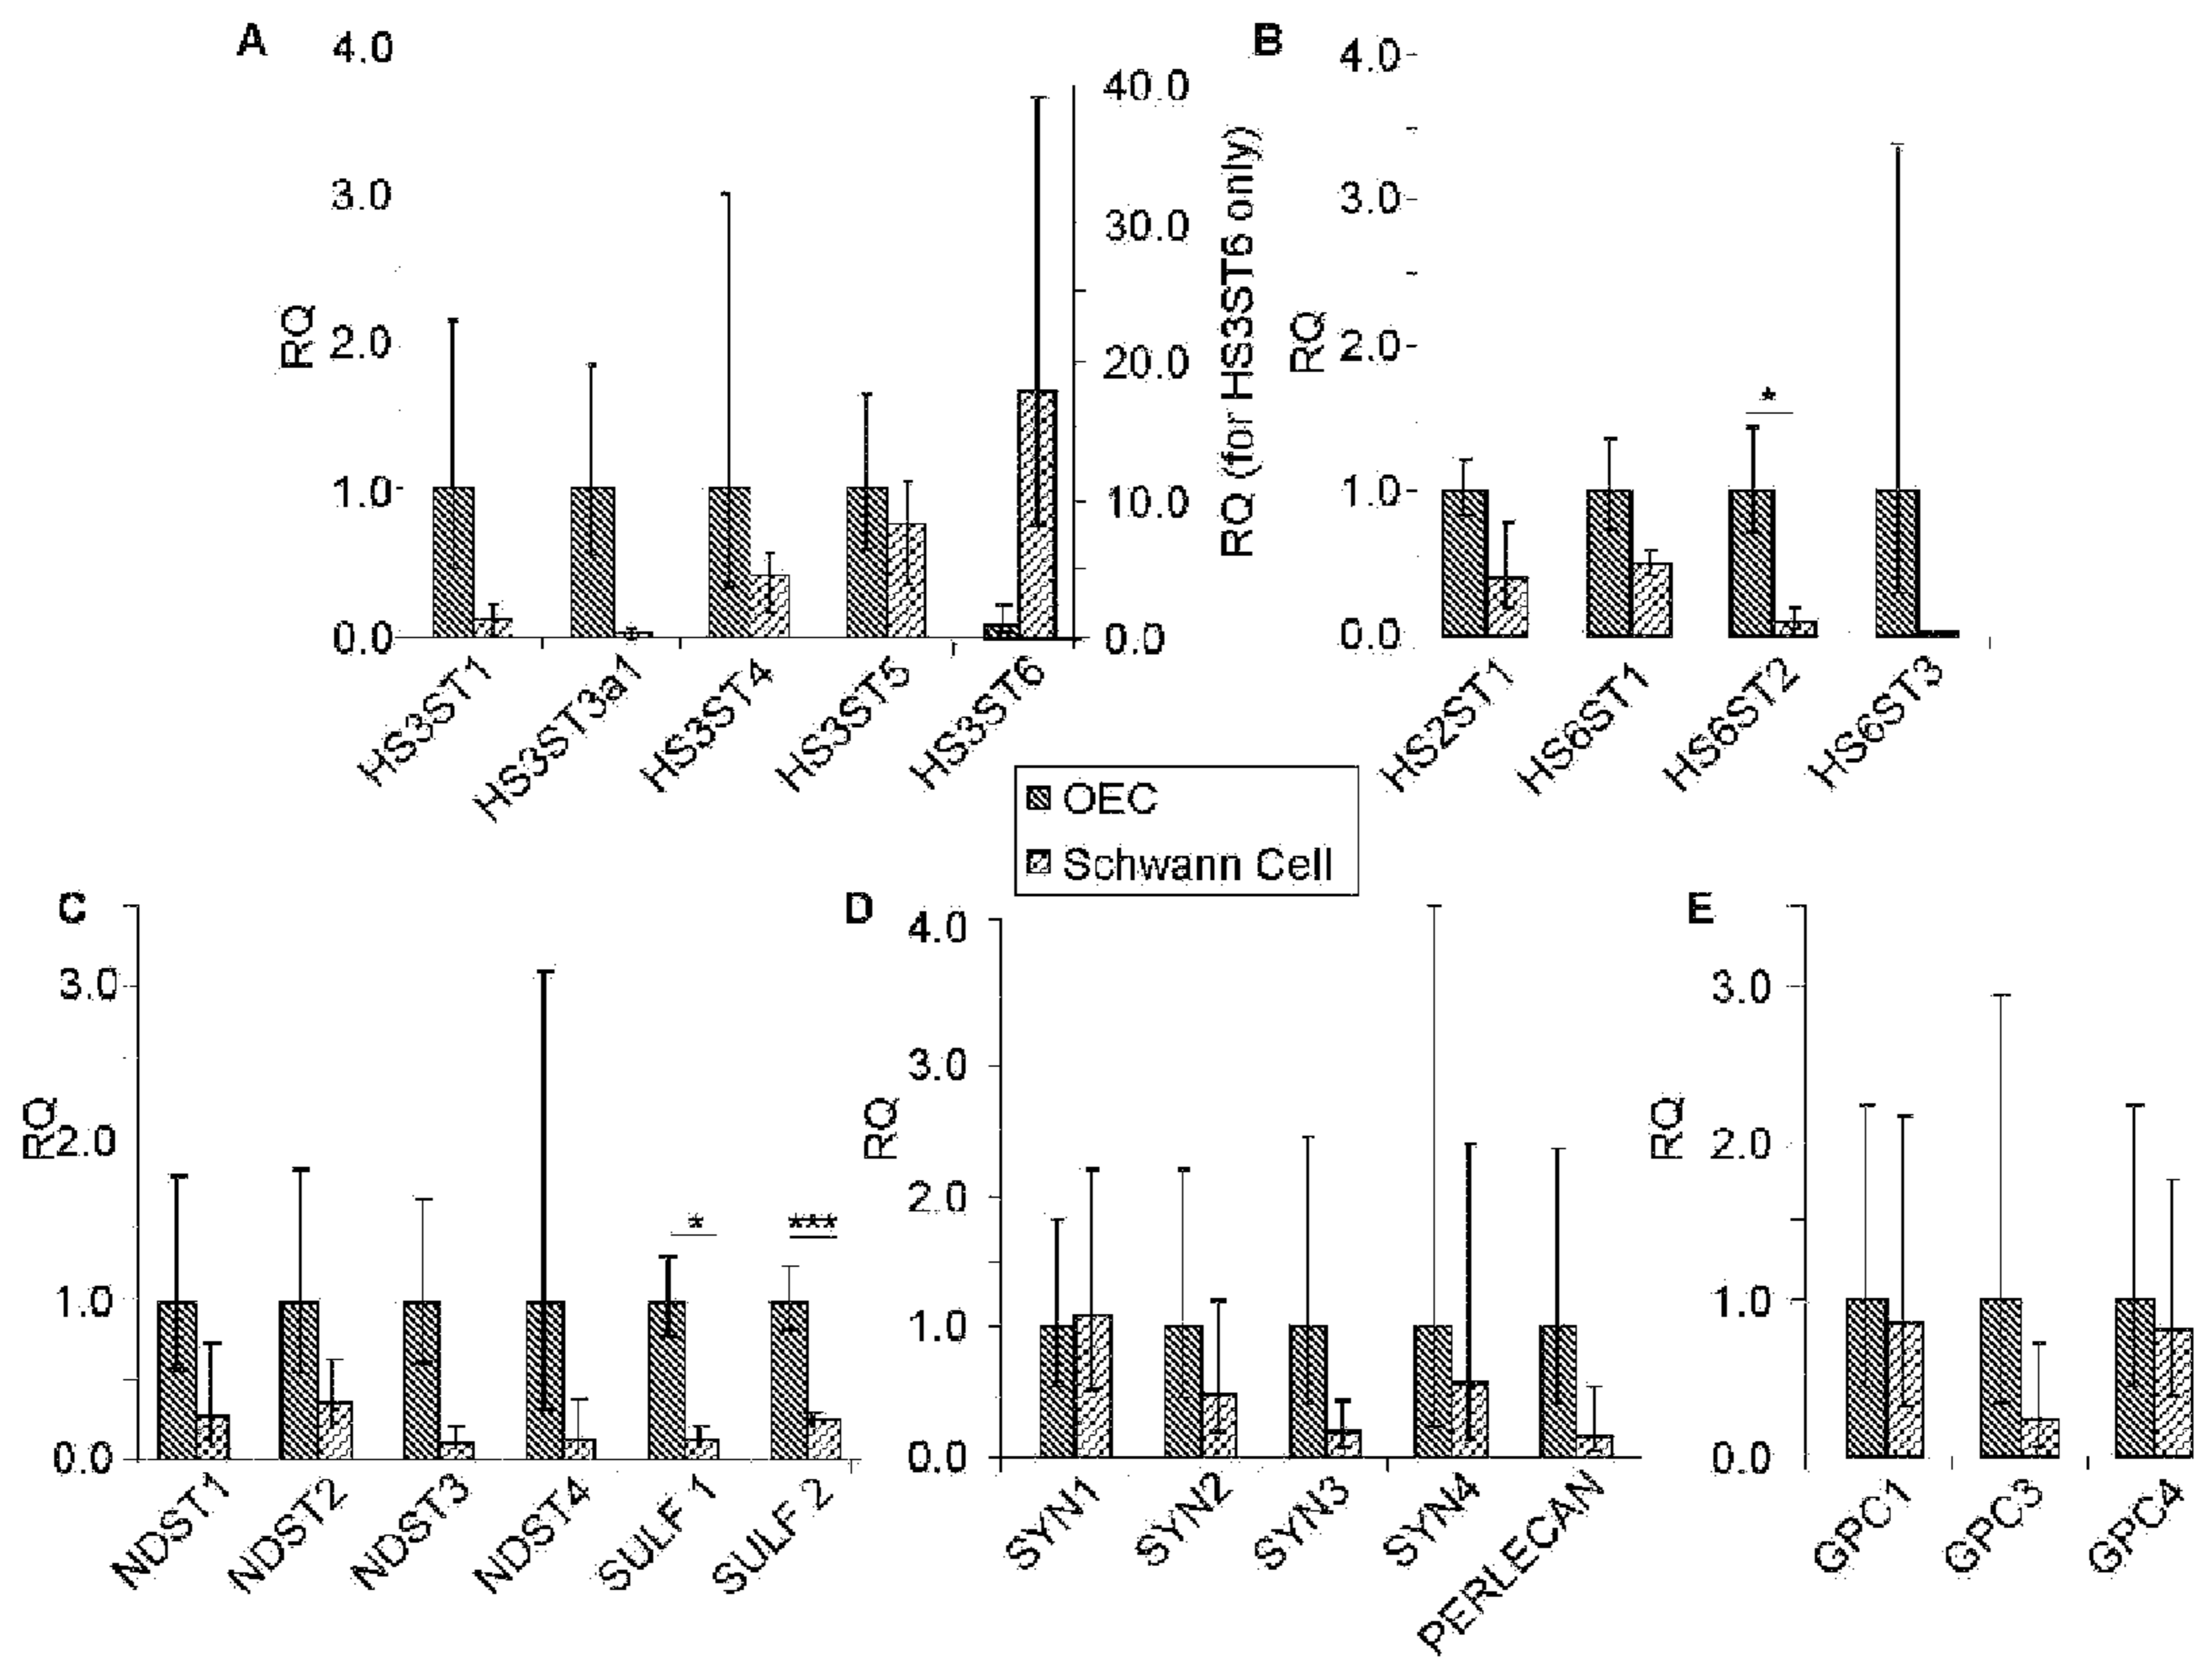 A
4.0
3.0
2.0
1.0
0.0
RQ
40.0
30.0
20.0
10.0
0.0
RQ (for HS3ST6 only)
HS3ST1
HS3ST3a1
HS3ST4
HS3ST5
HS3ST6
B
4.0
3.0
2.0
1.0
0.0
RQ
*
HS2ST1
HS6ST1
HS6ST2
HS6ST3
OEC
Schwann Cell
C
3.0
2.0
1.0
0.0
RQ
*
***
NDST1
NDST2
NDST3
NDST4
SULF 1
SULF 2
D
4.0
3.0
2.0
1.0
0.0
RQ
SYN1
SYN2
SYN3
SYN4
PERLECAN
E
3.0
2.0
1.0
0.0
RQ
GPC1
GPC3
GPC4